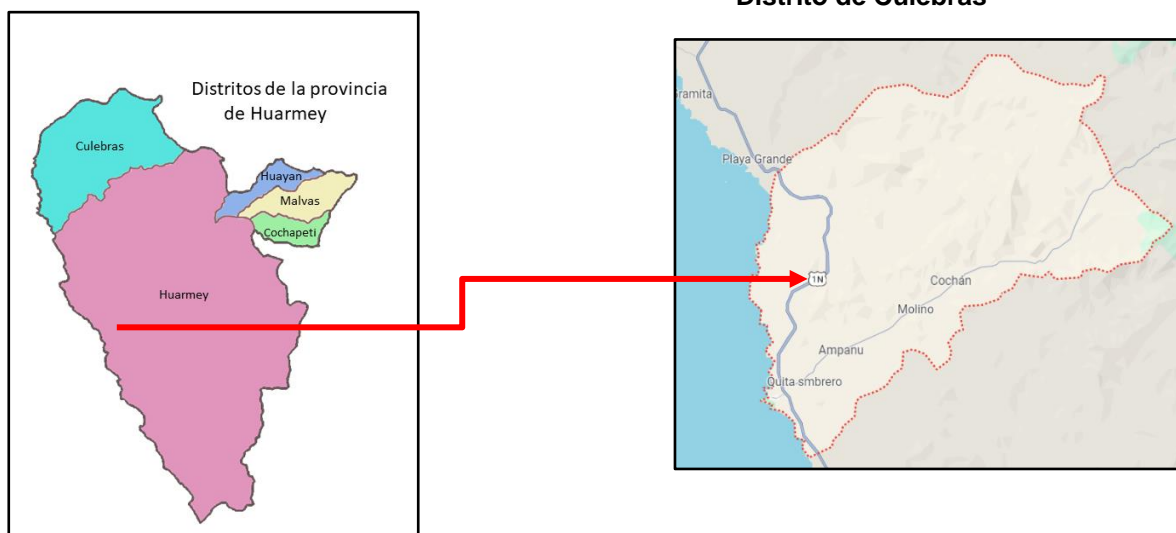 Distrito de Culebras
Distritos de la provincia
de Huarmey
Culebras
Huayan
Malvas
Cochapeti
Huarmey
Gramita
Playa Grande
1N
Cochán
Molino
Ampanu
Quita smbrero